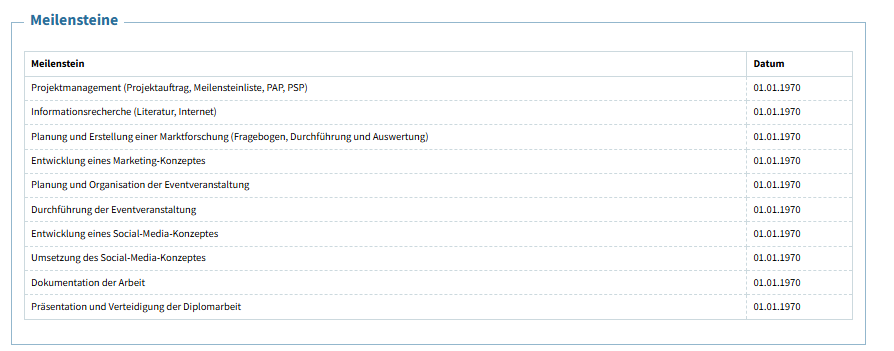 Meilensteine
Meilenstein Datum
Projektmanagement (Projektauftrag, Meilensteinliste, PAP, PSP) 01.01.1970
Informationsrecherche (Literatur, Internet) 01.01.1970
Planung und Erstellung einer Marktforschung (Fragebogen, Durchführung und Auswertung) 01.01.1970
Entwicklung eines Marketing-Konzeptes 01.01.1970
Planung und Organisation der Eventveranstaltung 01.01.1970
Durchführung der Eventveranstaltung 01.01.1970
Entwicklung eines Social-Media-Konzeptes 01.01.1970
Umsetzung des Social-Media-Konzeptes 01.01.1970
Dokumentation der Arbeit 01.01.1970
Präsentation und Verteidigung der Diplomarbeit 01.01.1970